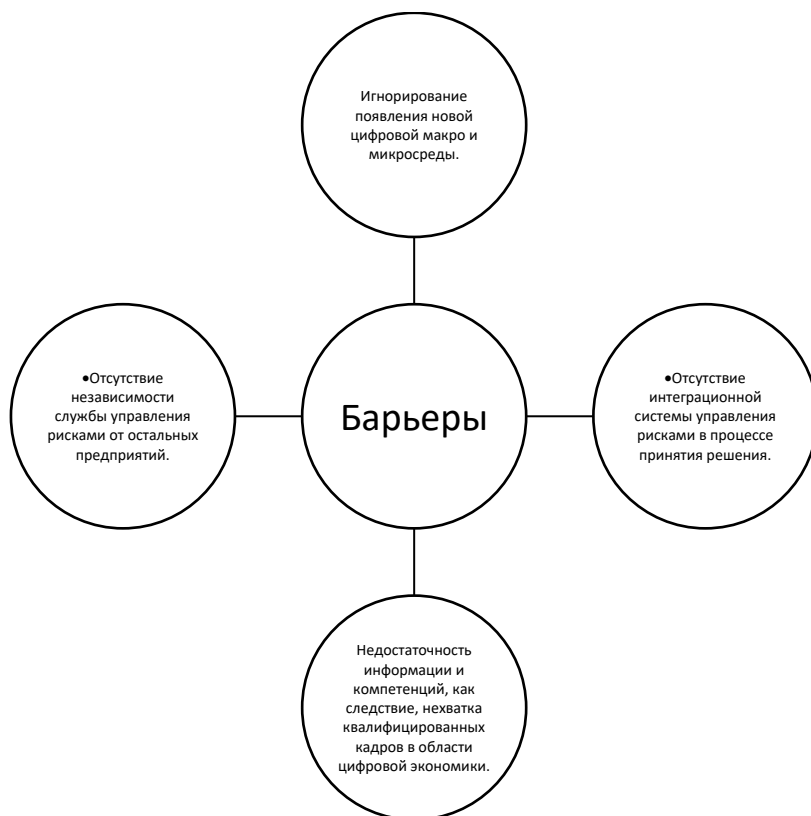 Игнорирование
появления новой
цифровой макро и
микросреды.
•Отсутствие
независимости
службы управления
рисками от остальных
предприятий.
Барьеры
•Отсутствие
интеграционной
системы управления
рисками в процессе
принятия решения.
Недостаточность
информации и
компетенций, как
следствие, нехватка
квалифицированных
кадров в области
цифровой экономики.